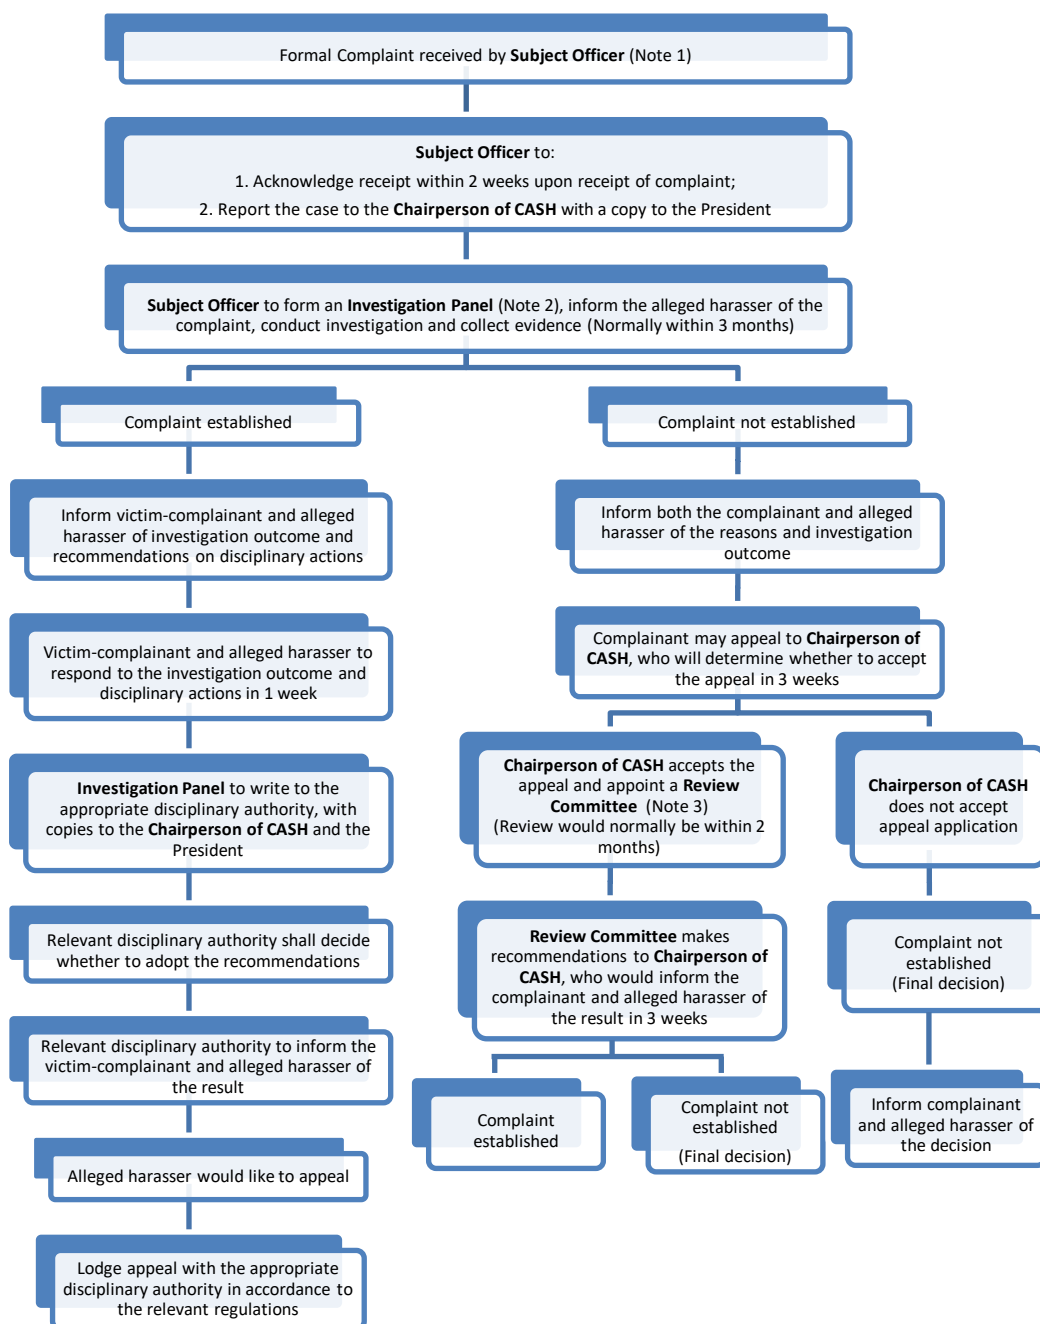 Formal Complaint received by Subject Officer (Note 1)
Subject Officer to:
1. Acknowledge receipt within 2 weeks upon receipt of complaint;
2. Report the case to the Chairperson of CASH with a copy to the President
Subject Officer to form an Investigation Panel (Note 2), inform the alleged harasser of the
complaint, conduct investigation and collect evidence (Normally within 3 months)
Complaint established
Inform victim-complainant and alleged
harasser of investigation outcome and
recommendations on disciplinary actions
Victim-complainant and alleged harasser to
respond to the investigation outcome and
disciplinary actions in 1 week
Investigation Panel to write to the
appropriate disciplinary authority, with
copies to the Chairperson of CASH and the
President
Relevant disciplinary authority shall decide
whether to adopt the recommendations
Relevant disciplinary authority to inform the
victim-complainant and alleged harasser of
the result
Alleged harasser would like to appeal
Lodge appeal with the appropriate
disciplinary authority in accordance to
the relevant regulations
Complaint not established
Inform both the complainant and alleged
harasser of the reasons and investigation
outcome
Complainant may appeal to Chairperson of
CASH, who will determine whether to accept
the appeal in 3 weeks
Chairperson of CASH accepts the
appeal and appoint a Review
Committee (Note 3)
(Review would normally be within 2
months)
Review Committee makes
recommendations to Chairperson of
CASH, who would inform the
complainant and alleged harasser of
the result in 3 weeks
Complaint
established
Complaint not
established
(Final decision)
Chairperson of CASH
does not accept
appeal application
Complaint not
established
(Final decision)
Inform complainant
and alleged harasser of
the decision